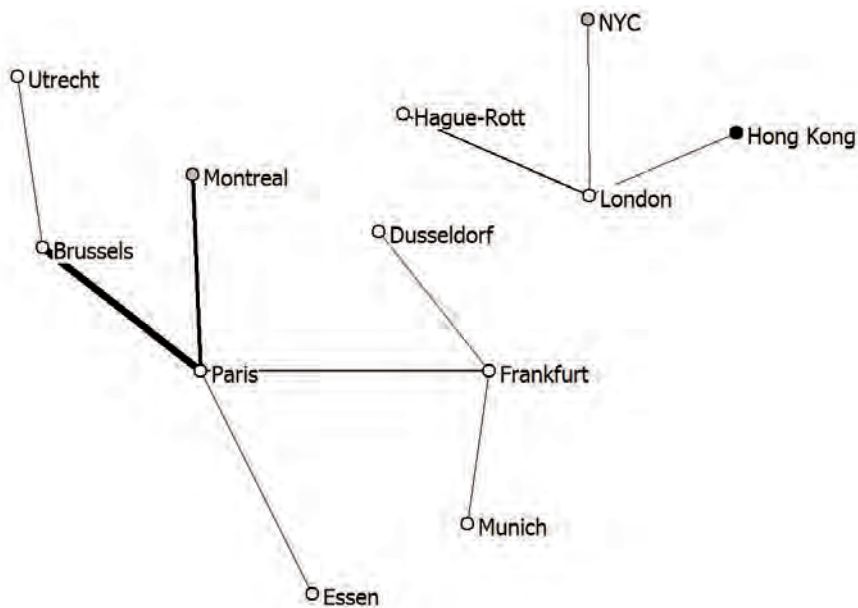 NYC
Utrecht
Hague-Rott
Hong Kong
Montreal
London
Dusseldorf
Brussels
Paris
Frankfurt
Munich
Essen